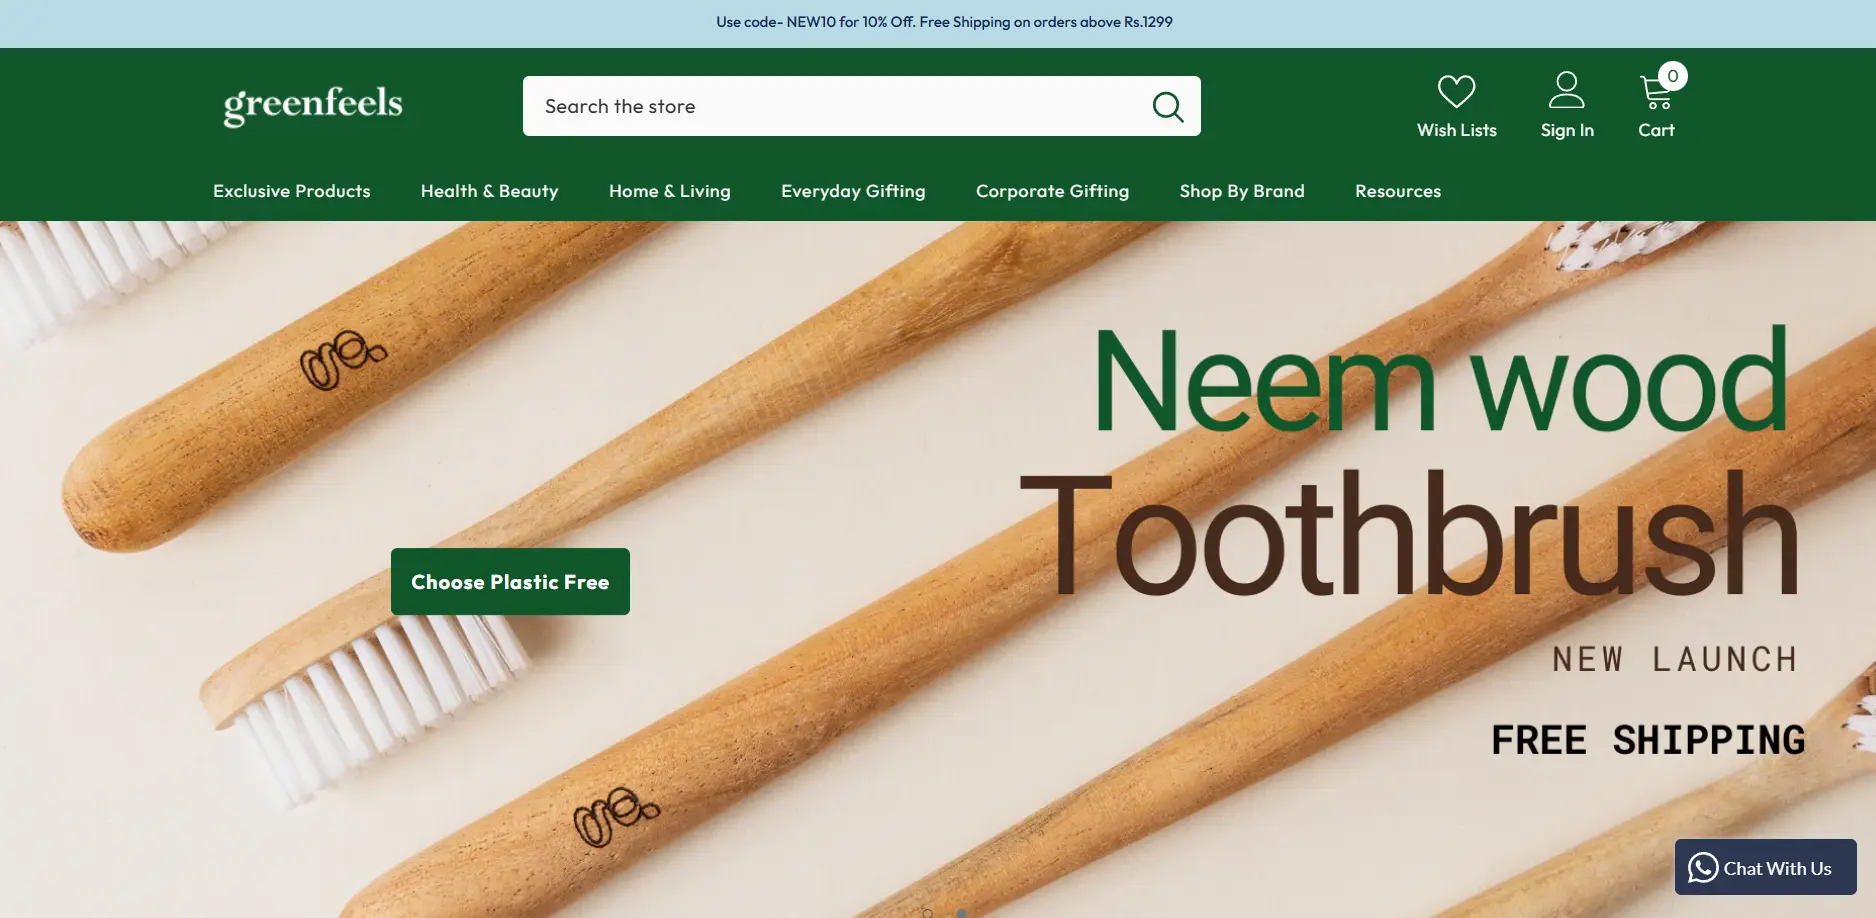 Use code- NEW10 for 10% Off. Free Shipping on orders above Rs.1299
greenfeels
Search the store
0
Wish Lists
Sign In
Cart
Exclusive Products
Health & Beauty
Home & Living
Everyday Gifting
Corporate Gifting
Shop By Brand
Resources
Neem wood
Toothbrush
Choose Plastic Free
NEW LAUNCH
FREE SHIPPING
Chat With Us